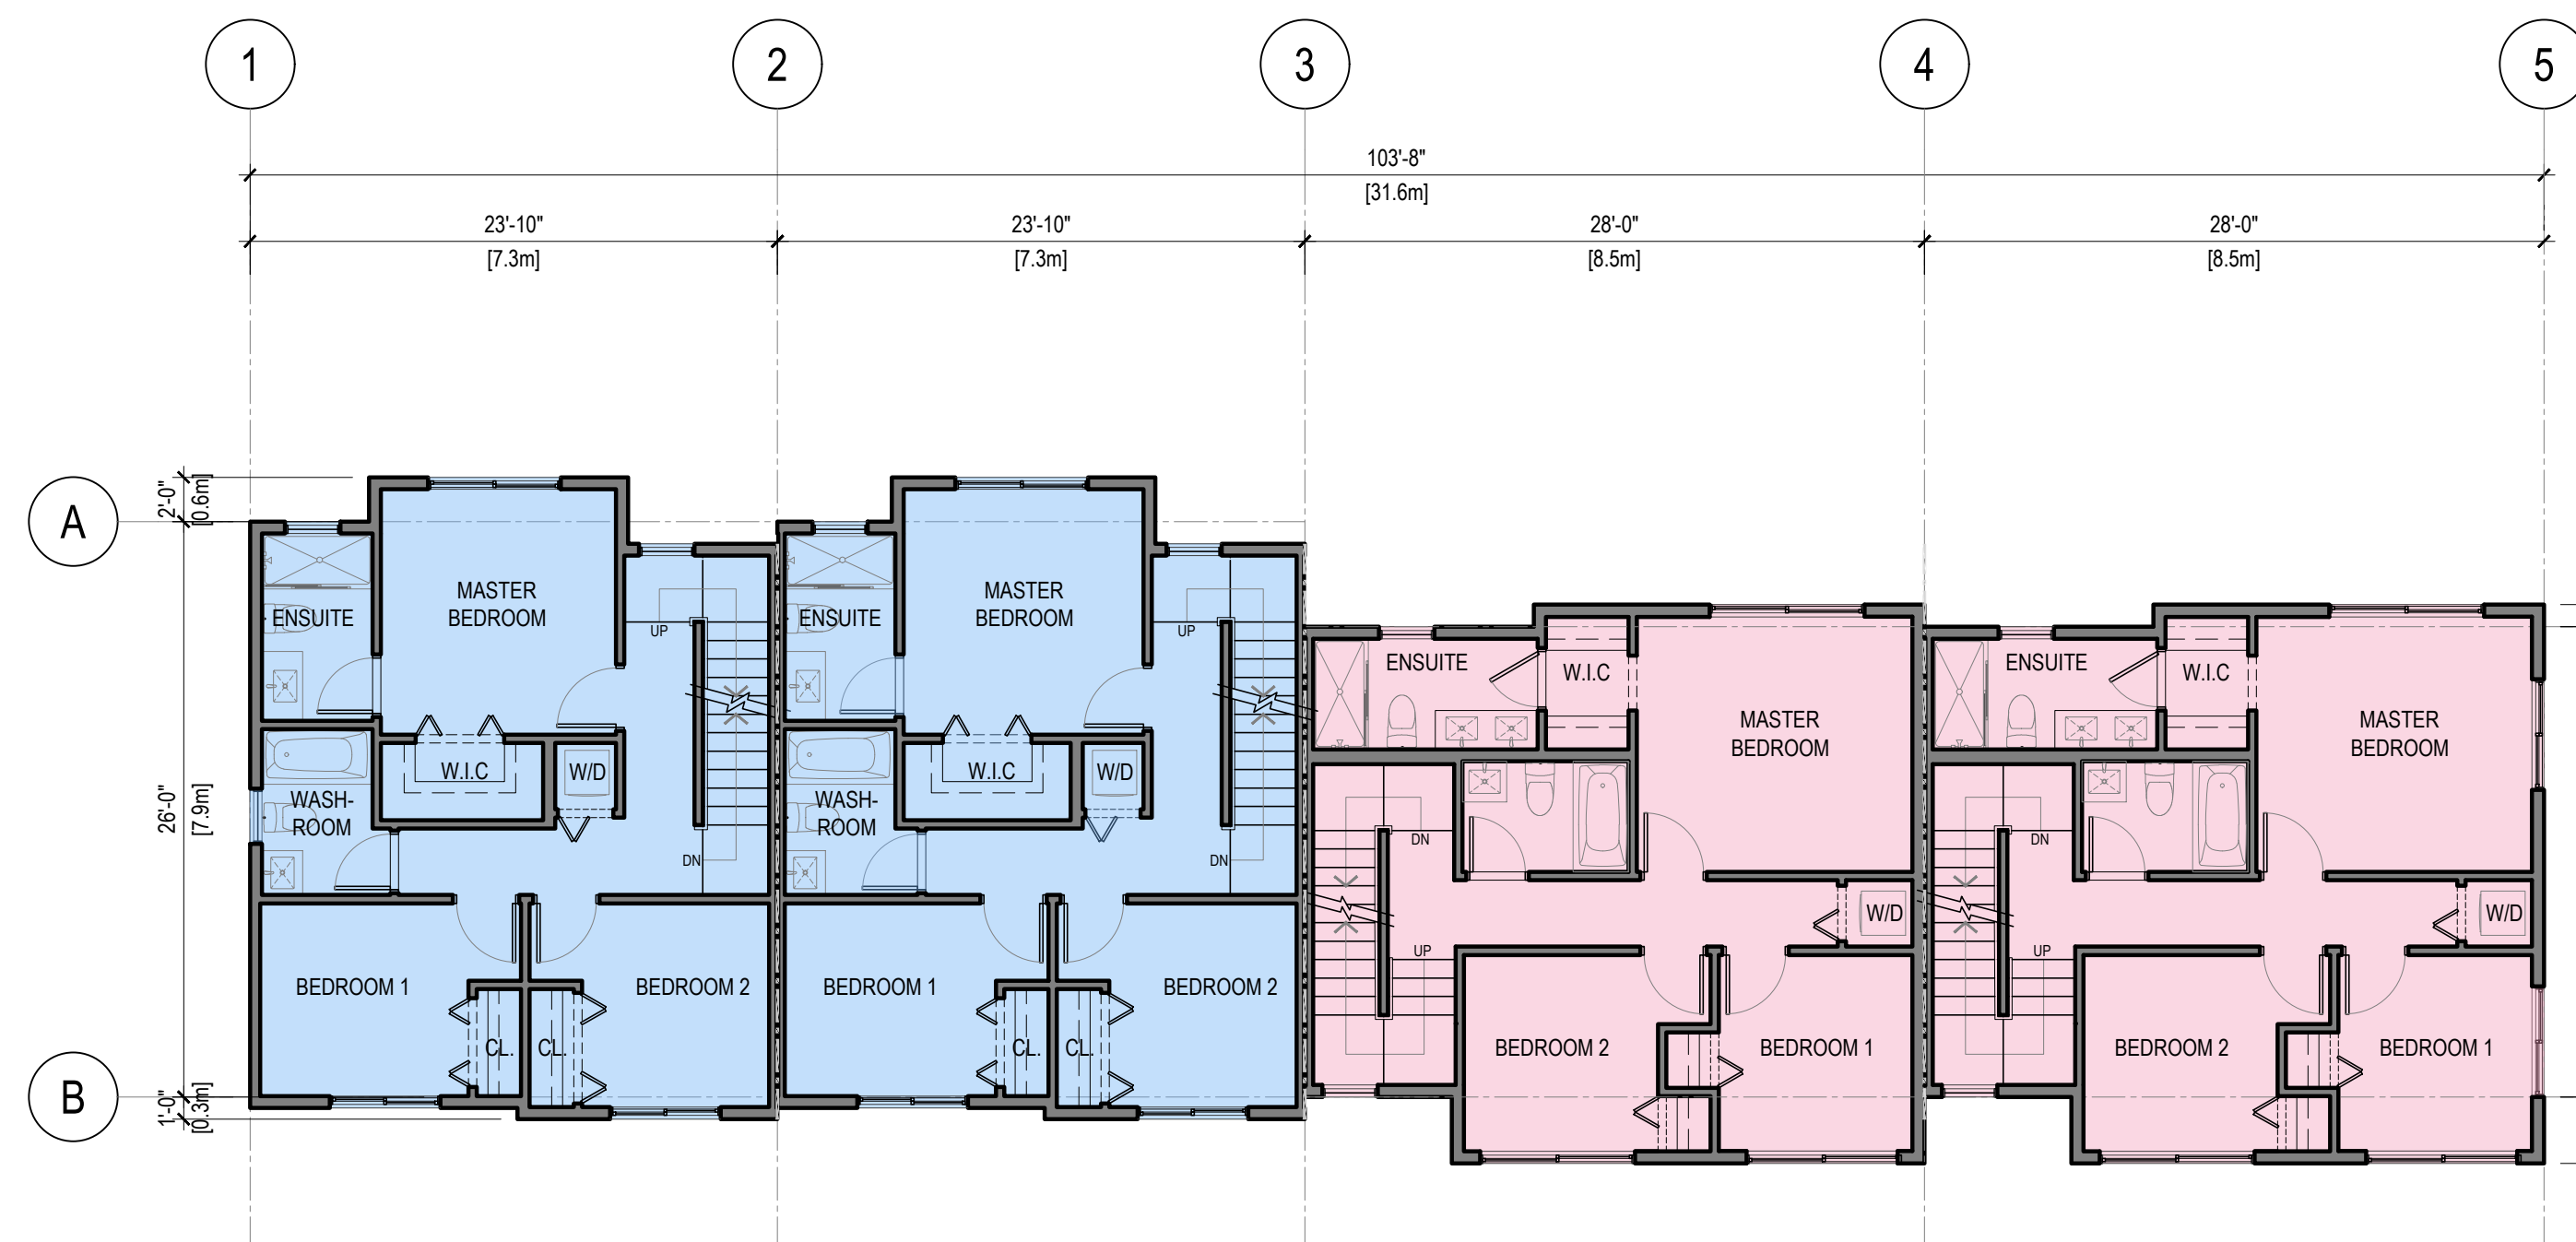 1
2
3
4
5
103'-8"
[31.6m]
23'-10"
23'-10"
28'-0"
28'-0"
[7.3m]
[7.3m]
[8.5m]
[8.5m]
A
2'-0"
[0.6m]
26'-0"
[7.9m]
B
1'-0"
[0.3m]
MASTER
BEDROOM
ENSUITE
UP
W.I.C
W/D
WASH-
ROOM
DN
BEDROOM 1
BEDROOM 2
CL.
CL.
MASTER
BEDROOM
ENSUITE
UP
W.I.C
W/D
WASH-
ROOM
DN
BEDROOM 1
BEDROOM 2
CL.
CL.
ENSUITE
W.I.C
MASTER
BEDROOM
DN
W/D
UP
BEDROOM 2
BEDROOM 1
ENSUITE
W.I.C
MASTER
BEDROOM
DN
W/D
UP
BEDROOM 2
BEDROOM 1